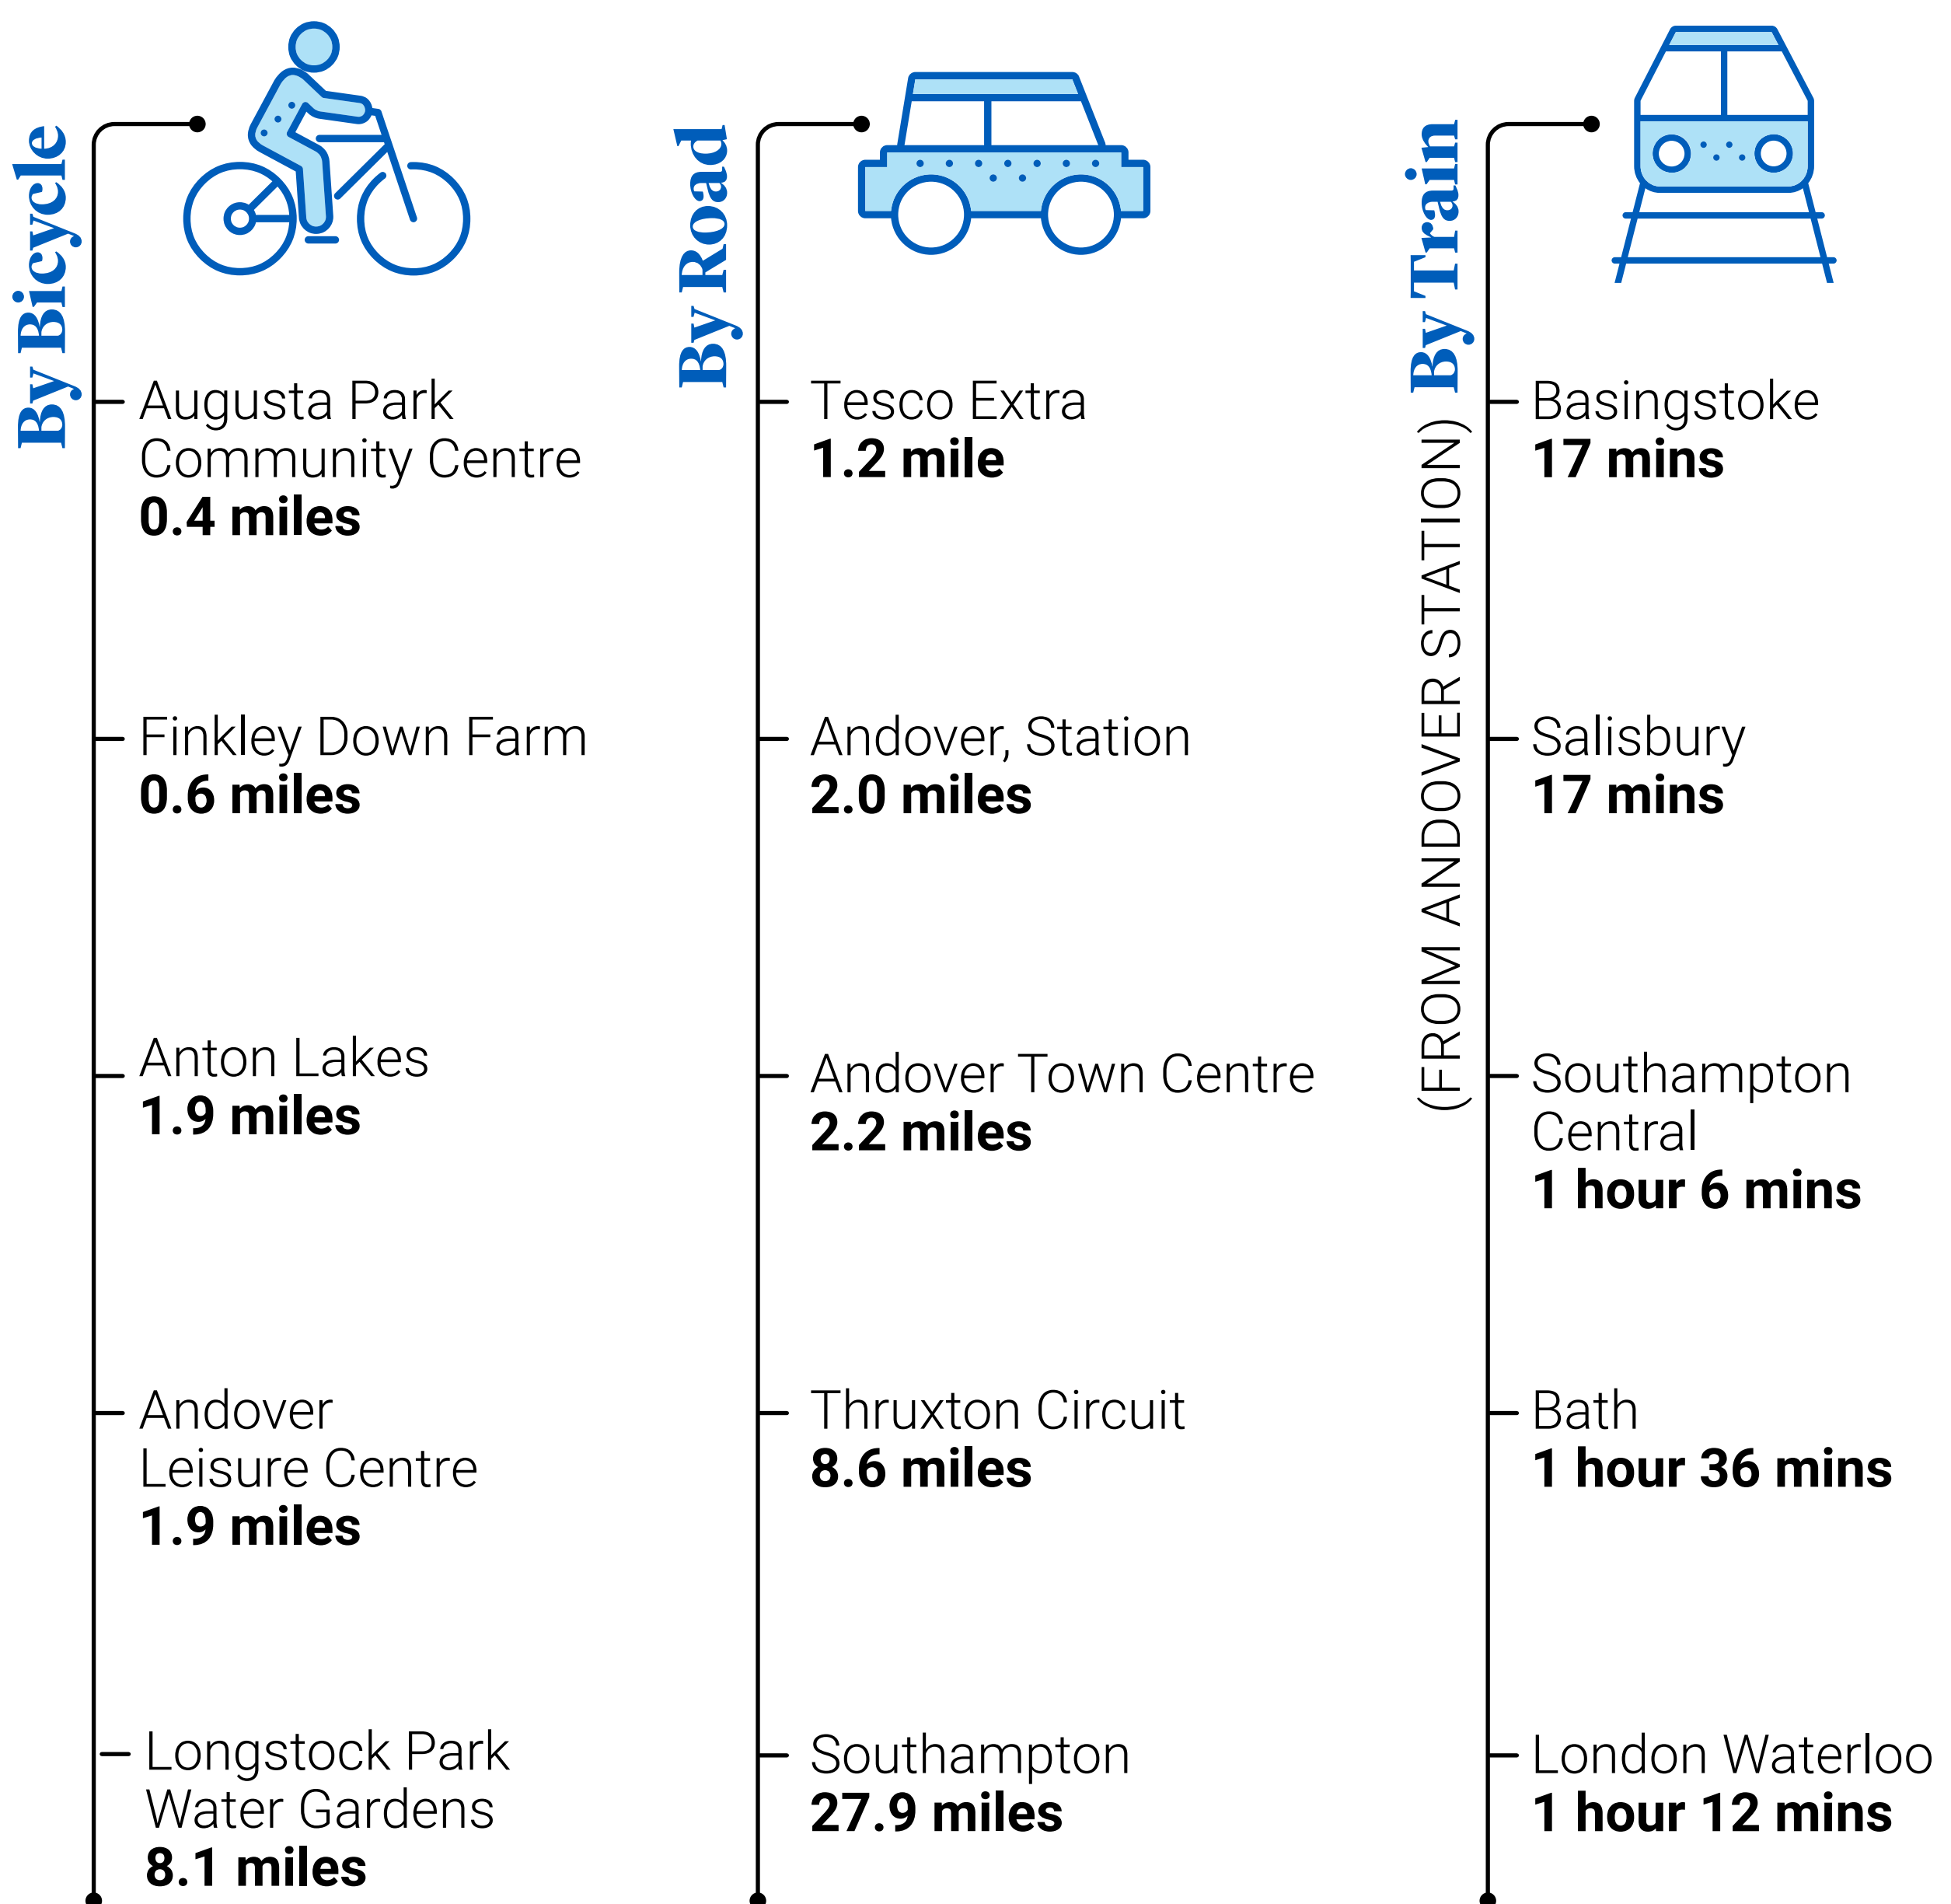 By Bicycle
Augusta Park
Community Centre
0.4 miles
Finkley Down Farm
0.6 miles
Anton Lakes
1.9 miles
Andover
Leisure Centre
1.9 miles
Longstock Park
Water Gardens
8.1 miles
By Road
Tesco Extra
1.2 mile
Andover, Station
2.0 miles
Andover Town Centre
2.2 miles
Thruxton Circuit
8.6 miles
Southampton
27.9 miles
(FROM ANDOVER STATION) By Train
Basingstoke
17 mins
Salisbury
17 mins
Southampton
Central
1 hour 6 mins
Bath
1 hour 36 mins
London Waterloo
1 hour 12 mins